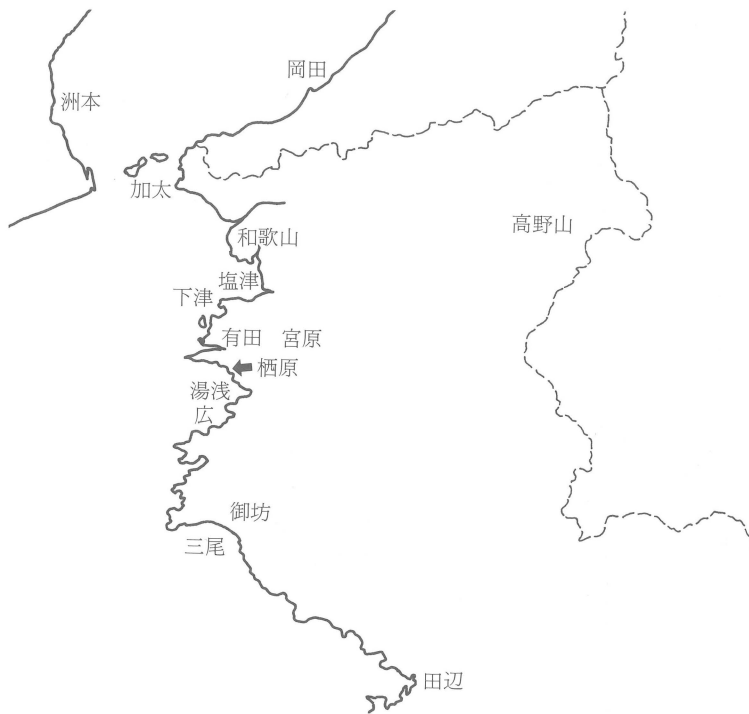 岡田
洲本
加太
高野山
和歌山
塩津
下津
有田　宮原
栖原
湯浅
広
御坊
三尾
田辺